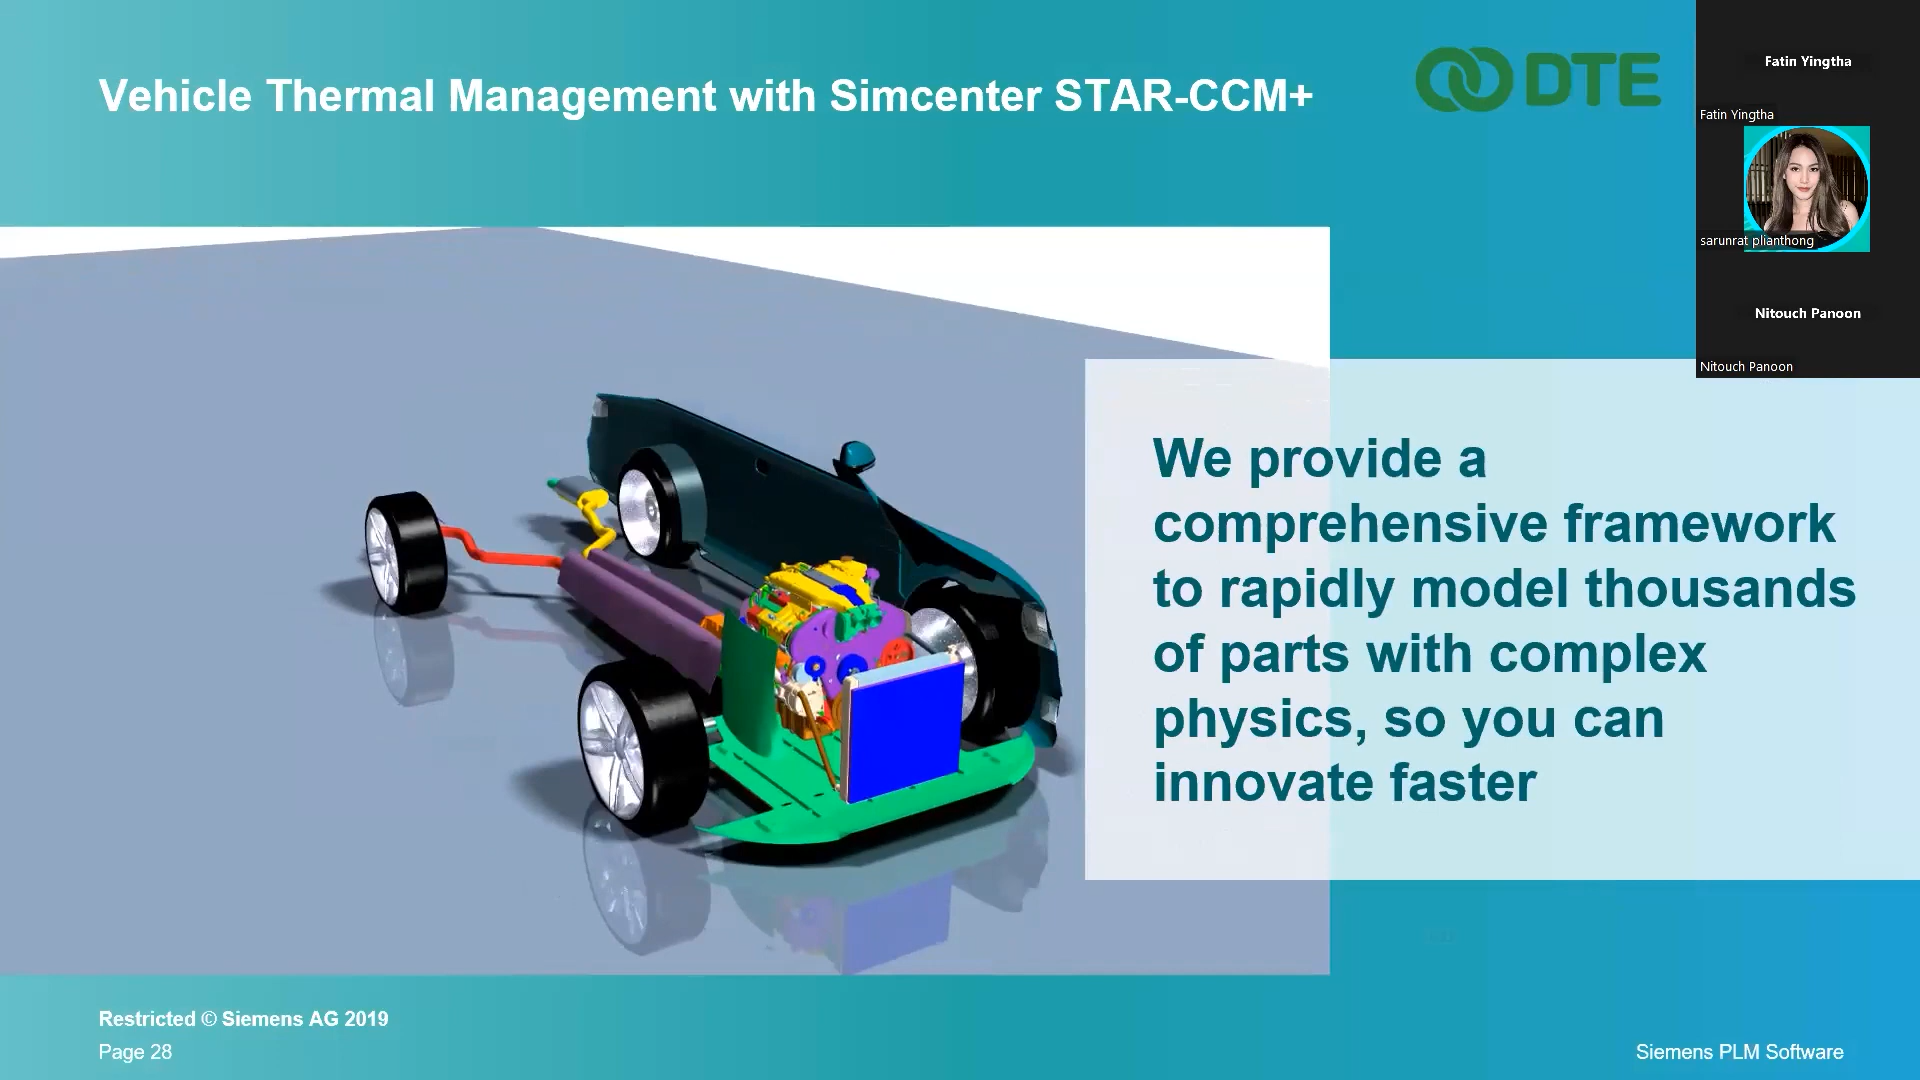 Vehicle Thermal Management with Simcenter STAR-CCM+
DTE
Fatin Yingtha
Fatin Yingtha
sarunrat plianthong
Nitouch Panoon
Nitouch Panoon
We provide a
comprehensive framework
to rapidly model thousands
of parts with complex
physics, so you can
innovate faster
Restricted © Siemens AG 2019
Page 28
Siemens PLM Software